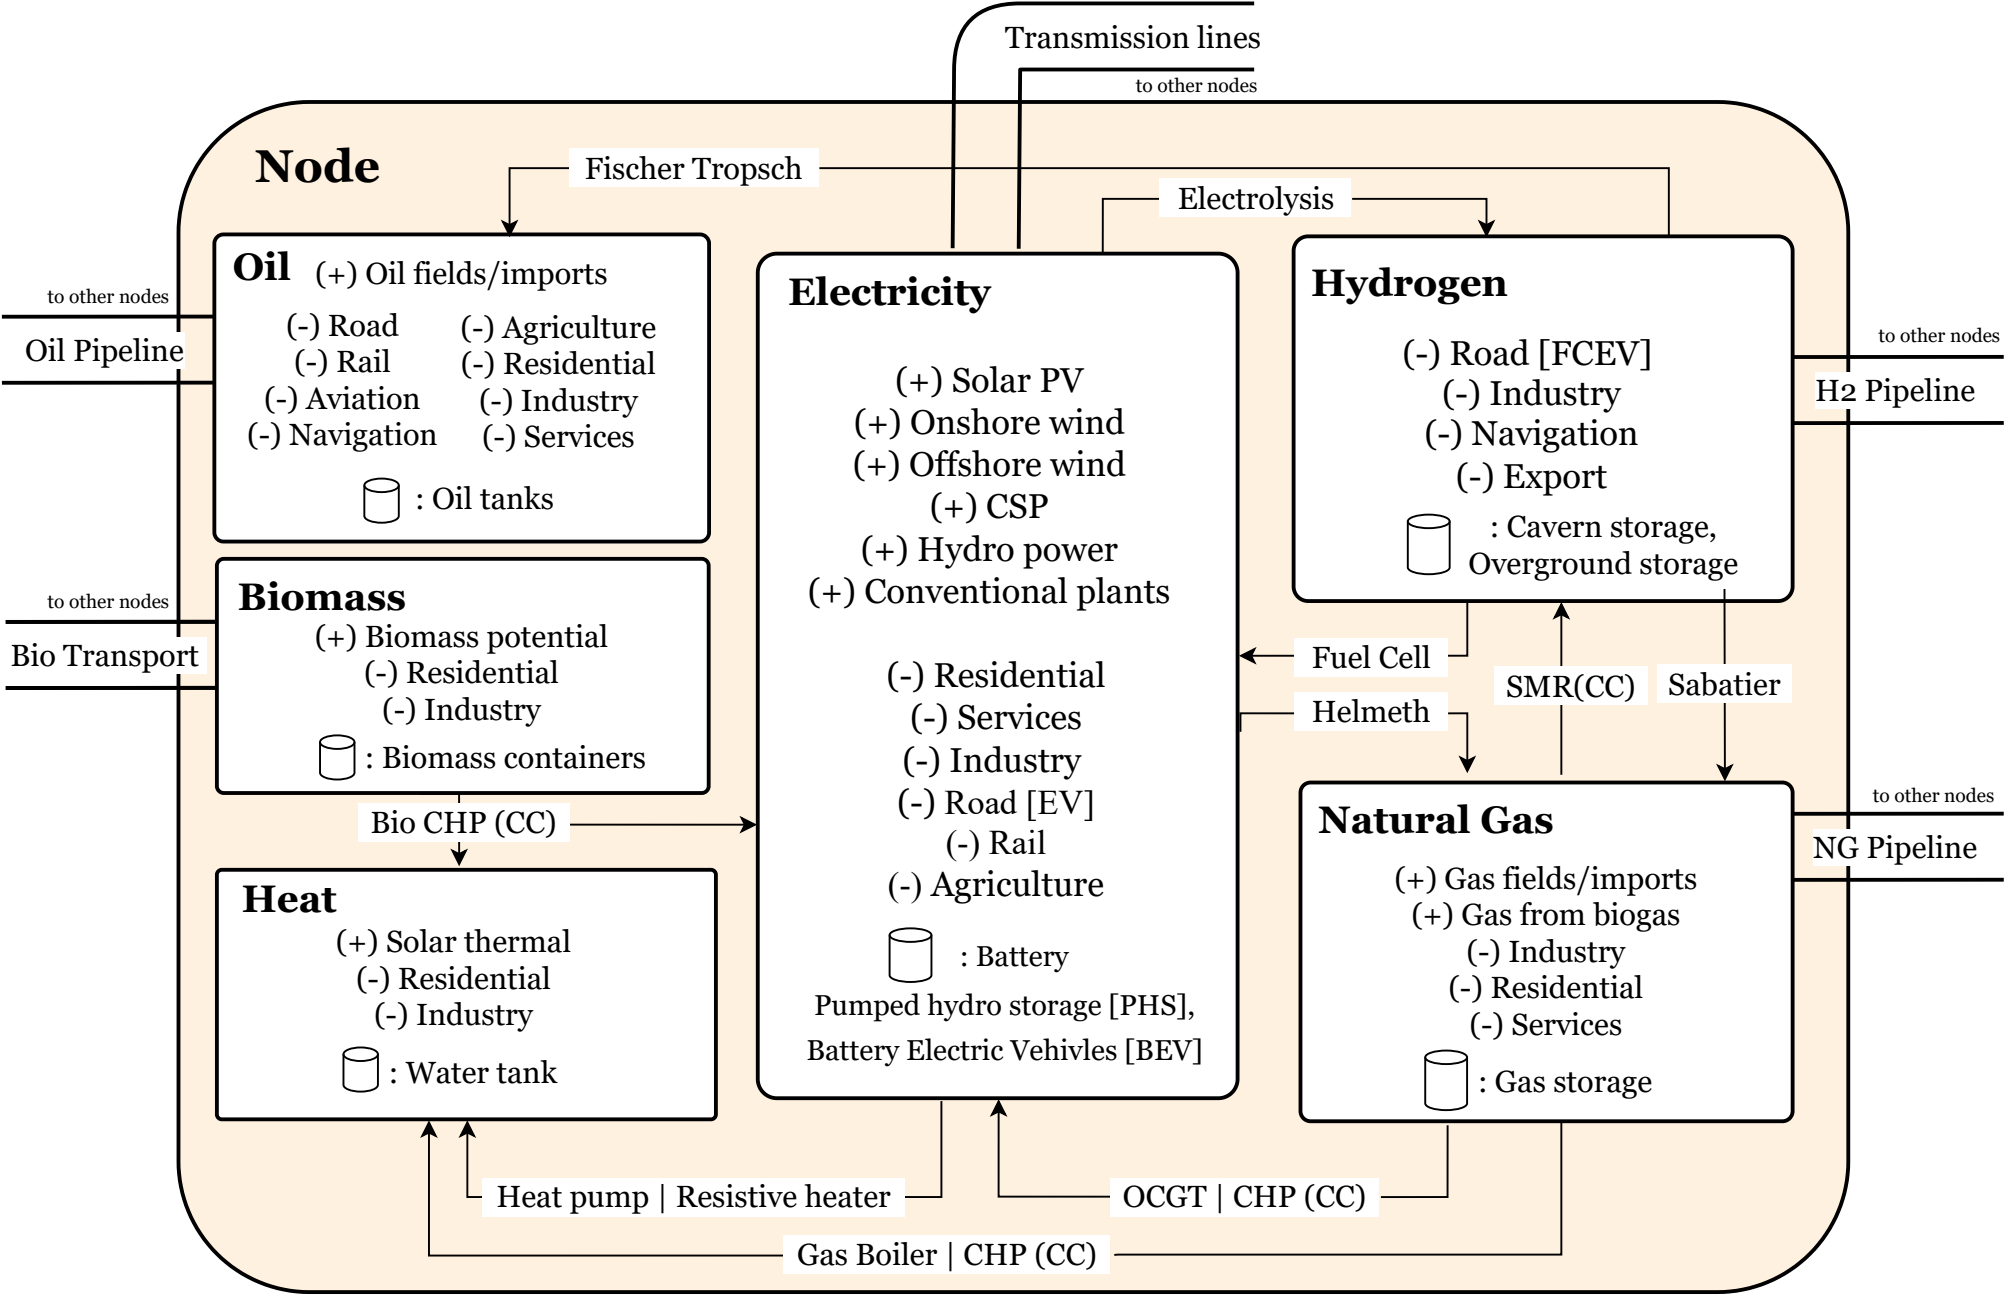 Transmission lines
to other nodes
Node
Fischer Tropsch
Electrolysis
Oil (+) Oil fields/imports
(-) Road (-) Agriculture
(-) Rail (-) Residential
(-) Aviation (-) Industry
(-) Navigation (-) Services
: Oil tanks
to other nodes
Oil Pipeline
Biomass
(+) Biomass potential
(-) Residential
(-) Industry
: Biomass containers
to other nodes
Bio Transport
Bio CHP (CC)
Heat
(+) Solar thermal
(-) Residential
(-) Industry
: Water tank
Electricity
(+) Solar PV
(+) Onshore wind
(+) Offshore wind
(+) CSP
(+) Hydro power
(+) Conventional plants
(-) Residential
(-) Services
(-) Industry
(-) Road [EV]
(-) Rail
(-) Agriculture
: Battery
Pumped hydro storage [PHS],
Battery Electric Vehivles [BEV]
Hydrogen
(-) Road [FCEV]
(-) Industry
(-) Navigation
(-) Export
: Cavern storage,
Overground storage
to other nodes
H2 Pipeline
Fuel Cell
Helmeth
SMR(CC)
Sabatier
Natural Gas
(+) Gas fields/imports
(+) Gas from biogas
(-) Industry
(-) Residential
(-) Services
: Gas storage
to other nodes
NG Pipeline
Heat pump | Resistive heater
OCGT | CHP (CC)
Gas Boiler | CHP (CC)